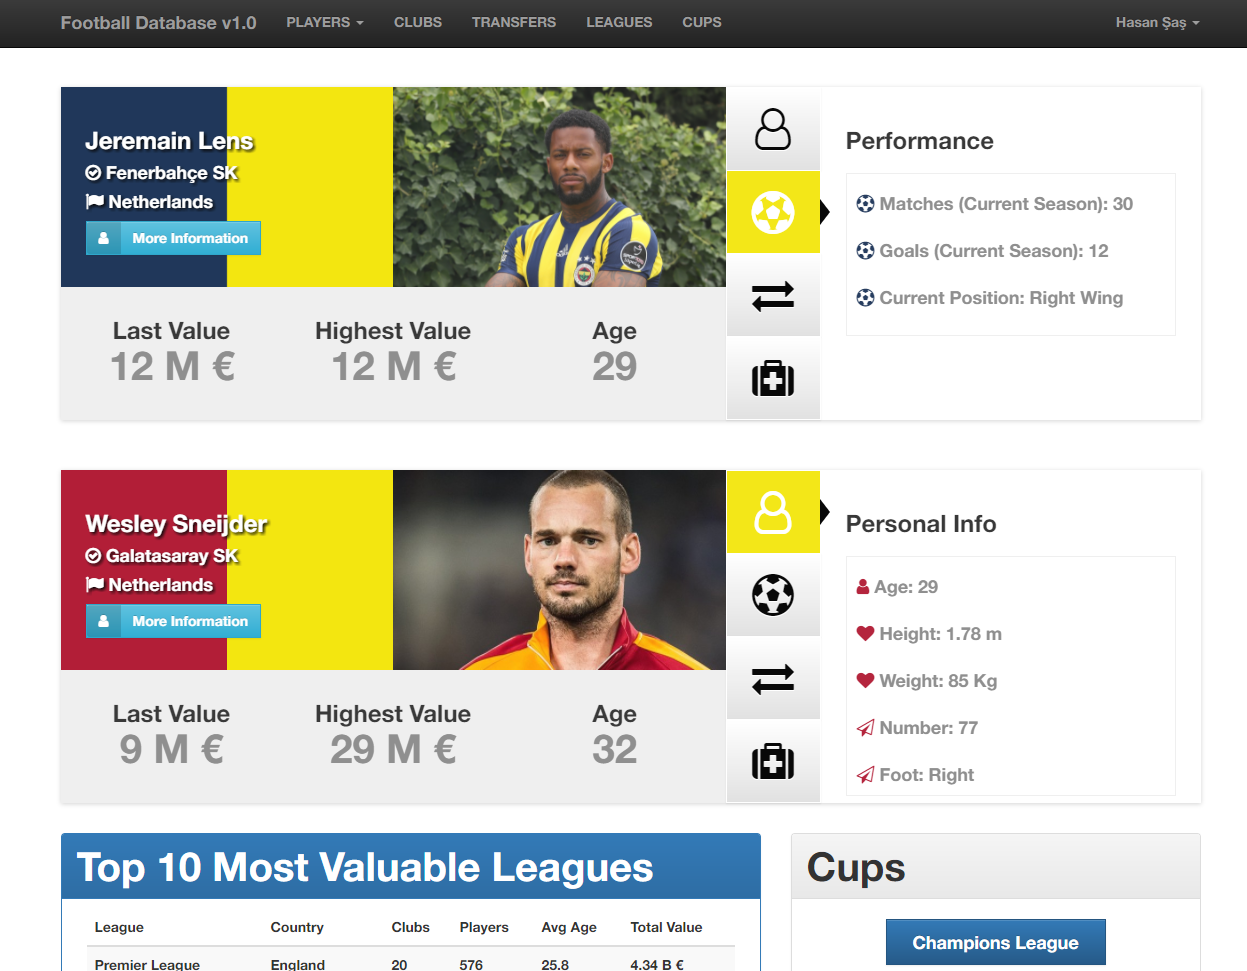 Football Database v1.0 PLAYERS CLUBS TRANSFERS LEAGUES CUPS Hasan Şaş
Jeremain Lens
Fenerbahçe SK
Netherlands
More Information
Last Value Highest Value Age
12 M € 12 M € 29
Performance
Matches (Current Season): 30
Goals (Current Season): 12
Current Position: Right Wing
Wesley Sneijder
Galatasaray SK
Netherlands
More Information
Last Value Highest Value Age
9 M € 29 M € 32
Personal Info
Age: 29
Height: 1.78 m
Weight: 85 Kg
Number: 77
Foot: Right
Top 10 Most Valuable Leagues
League Country Clubs Players Avg Age Total Value
Premier League England 20 576 25.8 4.34 B €
Cups
Champions League